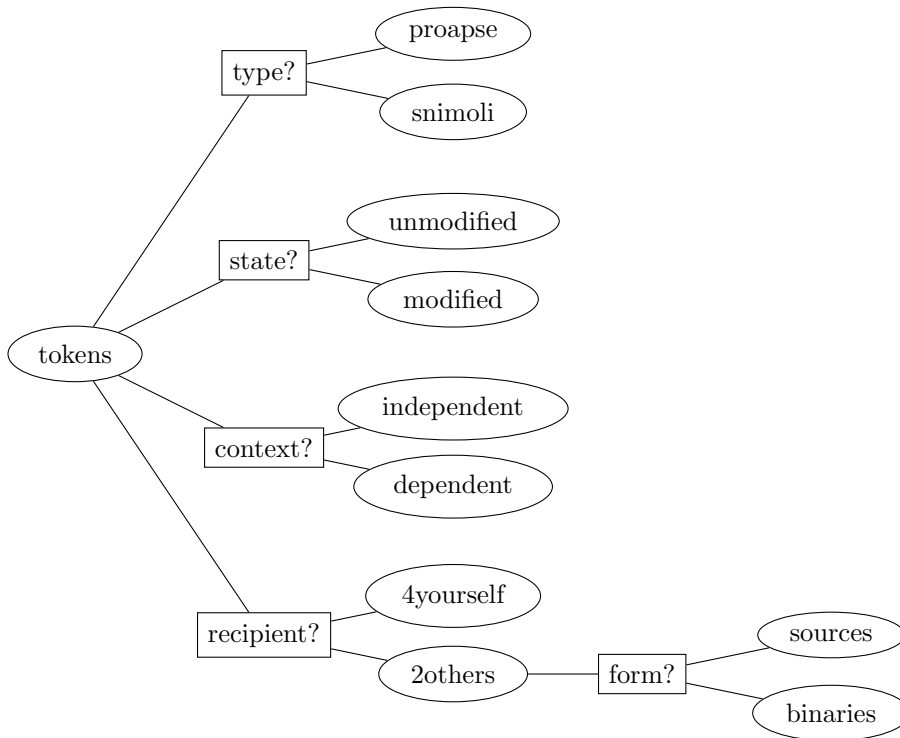 proapse
type?
snimoli
unmodified
state?
modified
tokens
independent
context?
dependent
4yourself
recipient?
2others
form?
sources
binaries